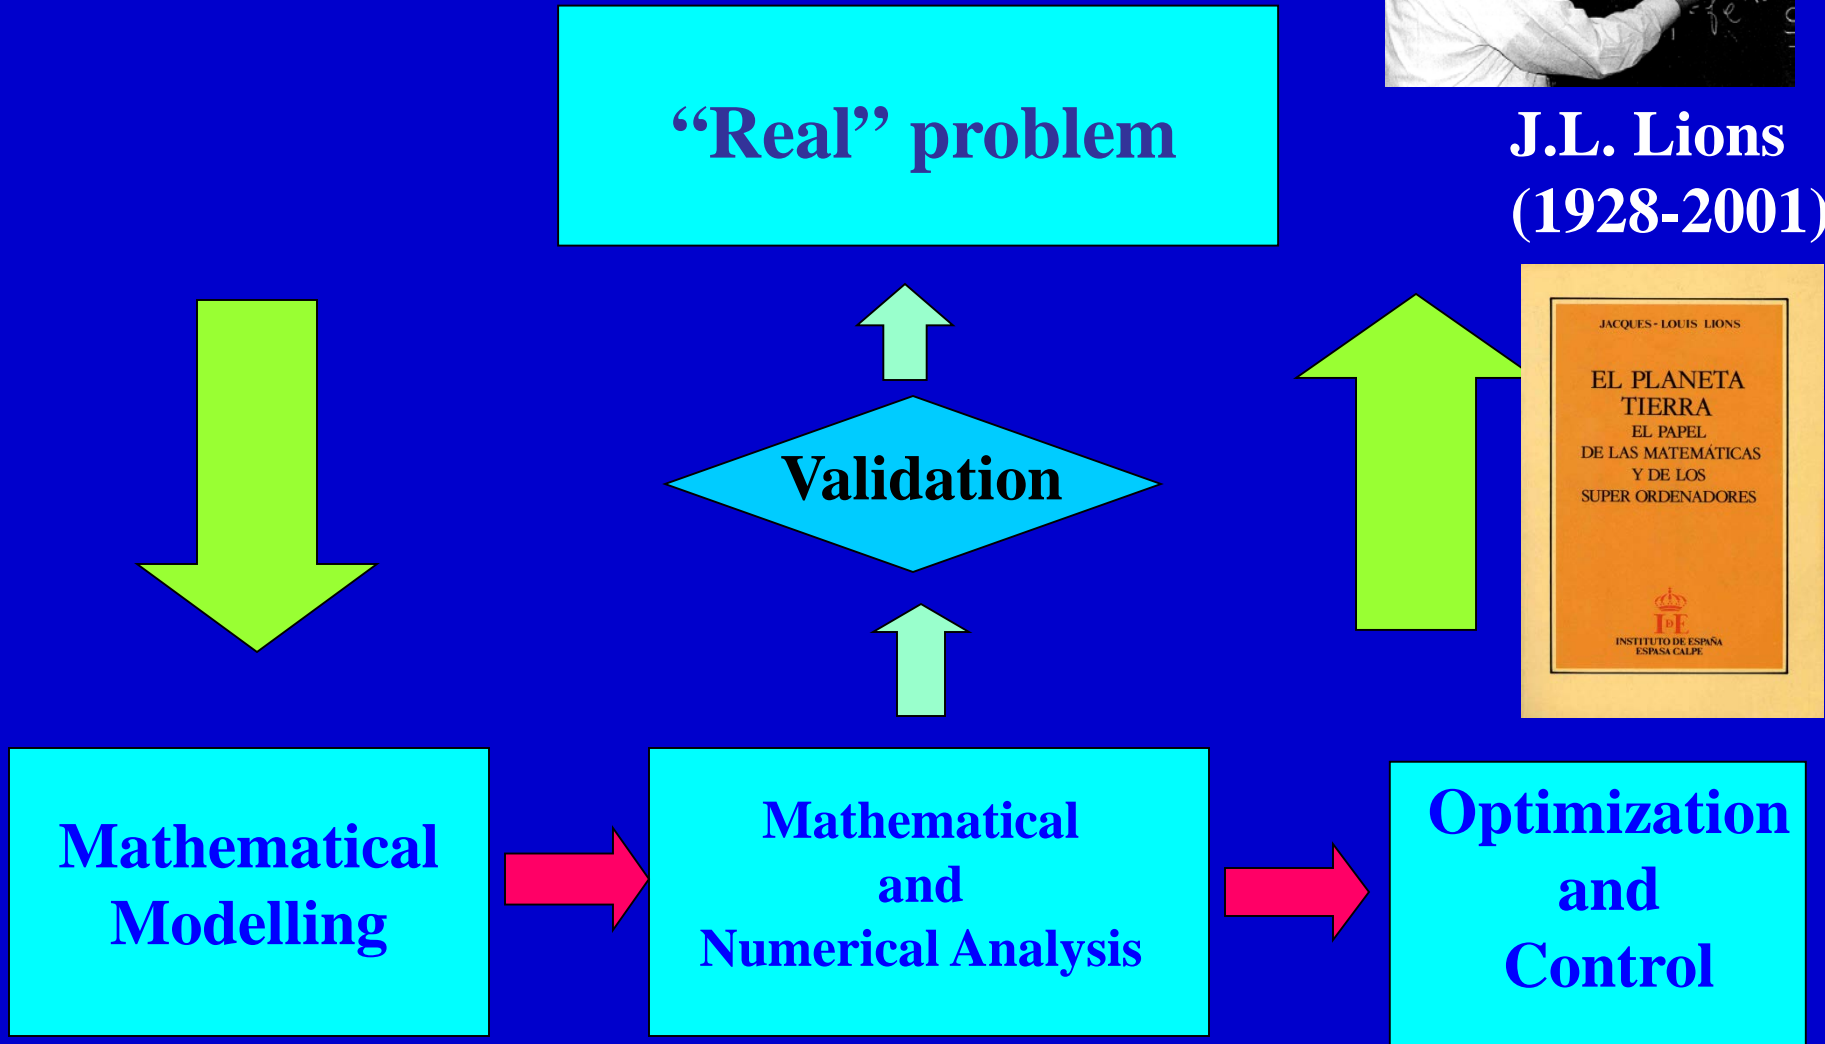 “Real” problem
J.L. Lions
(1928-2001)
JACQUES - LOUIS LIONS
EL PLANETA
TIERRA
EL PAPEL
DE LAS MATEMÁTICAS
Y DE LOS
SUPER ORDENADORES
INSTITUTO DE ESPAÑA
ESPASA CALPE
Validation
Mathematical
Modelling
Mathematical
and
Numerical Analysis
Optimization
and
Control